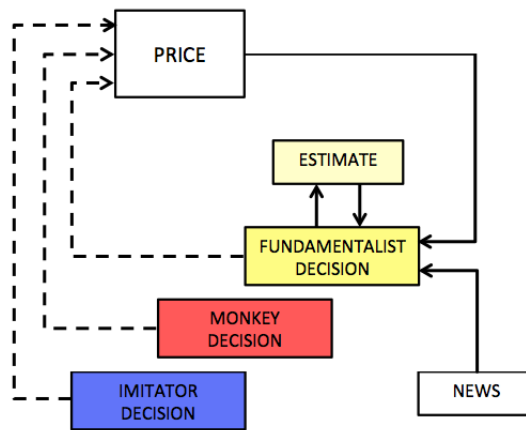 PRICE
ESTIMATE
FUNDAMENTALIST
DECISION
MONKEY
DECISION
IMITATOR
DECISION
NEWS